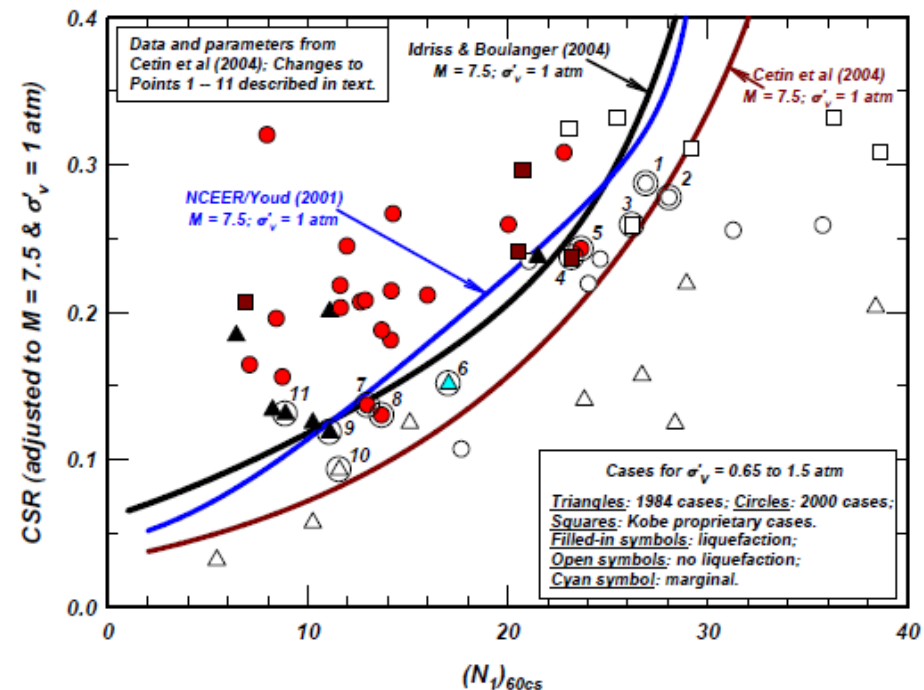 0.4
0.3
0.2
0.1
0.0
CSR (adjusted to M = 7.5 & σ'v = 1 atm)
Data and parameters from
Cetin et al (2004); Changes to
Points 1 -- 11 described in text.
Idriss & Boulanger (2004)
M = 7.5; σ'v = 1 atm
Cetin et al (2004)
M = 7.5; σ'v = 1 atm
NCEER/Youd (2001)
M = 7.5; σ'v = 1 atm
1
2
3
5
4
6
7
8
11
9
10
Cases for σ'v = 0.65 to 1.5 atm
Triangles: 1984 cases; Circles: 2000 cases;
Squares: Kobe proprietary cases.
Filled-in symbols: liquefaction;
Open symbols: no liquefaction;
Cyan symbol: marginal.
0 10 20 30 40
(N1)60cs